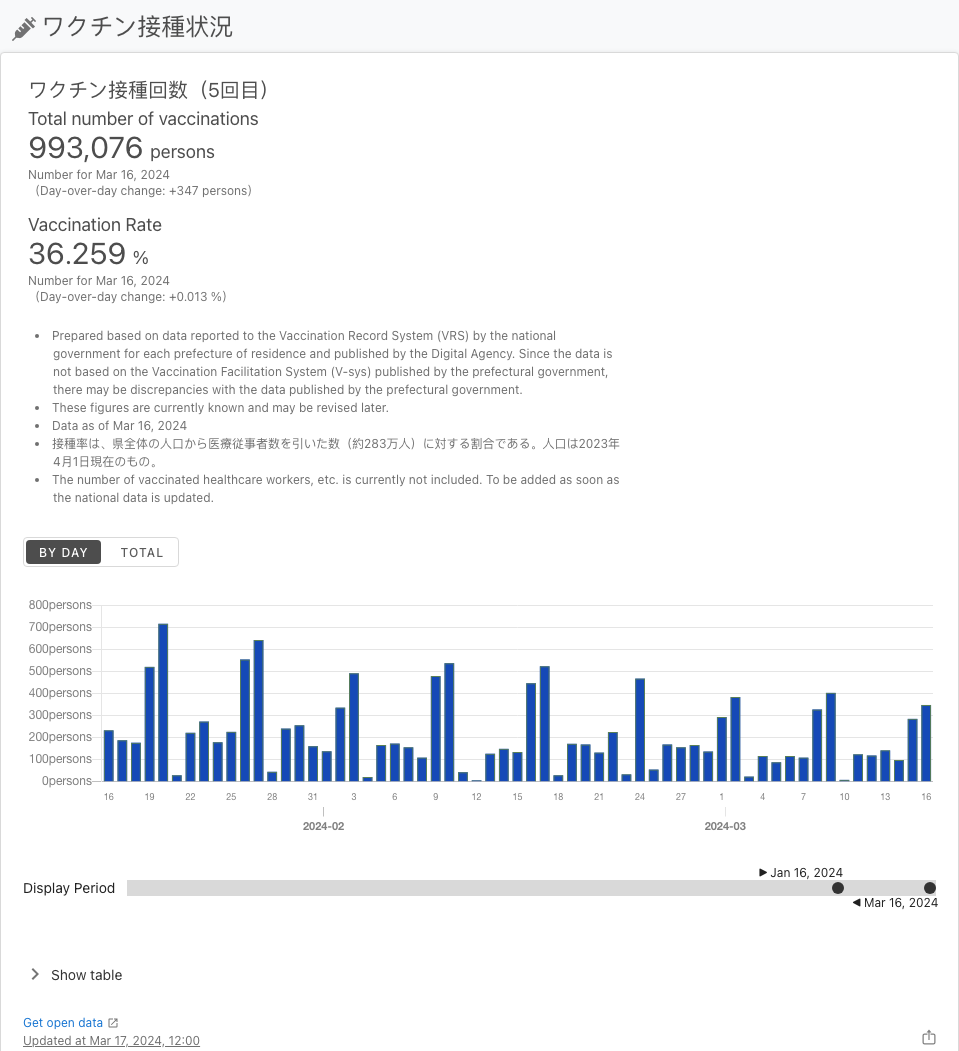 ワクチン接種状況
ワクチン接種回数（5回目）
Total number of vaccinations
993,076 persons
Number for Mar 16, 2024
（Day-over-day change: +347 persons）
Vaccination Rate
36.259 %
Number for Mar 16, 2024
（Day-over-day change: +0.013 %）
• Prepared based on data reported to the Vaccination Record System (VRS) by the national
government for each prefecture of residence and published by the Digital Agency. Since the data is
not based on the Vaccination Facilitation System (V-sys) published by the prefectural government,
there may be discrepancies with the data published by the prefectural government.
• These figures are currently known and may be revised later.
• Data as of Mar 16, 2024
• 接種率は、県全体の人口から医療従事者数を引いた数（約283万人）に対する割合である。人口は2023年
4月1日現在のもの。
• The number of vaccinated healthcare workers, etc. is currently not included. To be added as soon as
the national data is updated.
BY DAY TOTAL
800persons
700persons
600persons
500persons
400persons
300persons
200persons
100persons
0persons
16 19 22 25 28 31 3 6 9 12 15 18 21 24 27 1 4 7 10 13 16
2024-02 2024-03
▶ Jan 16, 2024
Display Period
◀ Mar 16, 2024
Show table
Get open data
Updated at Mar 17, 2024, 12:00